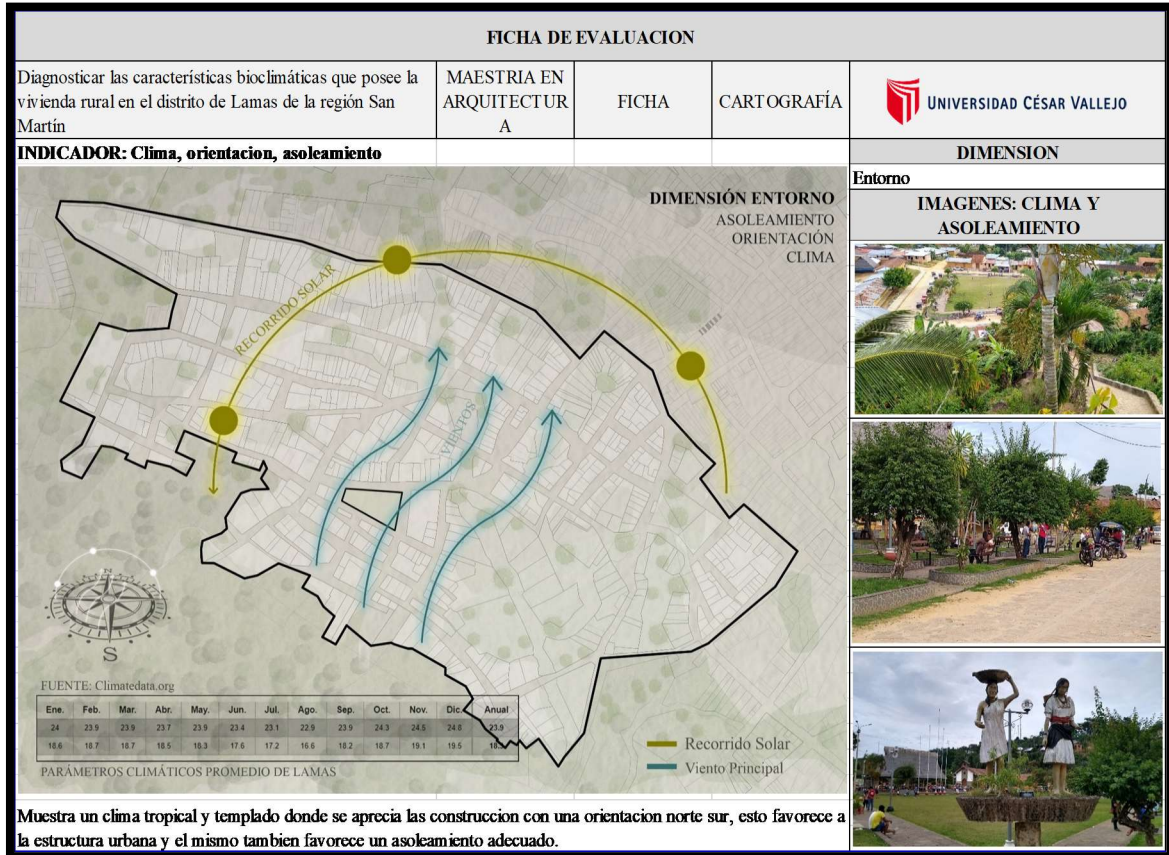 FICHA DE EVALUACION
Diagnosticar las características bioclimáticas que posee la
vivienda rural en el distrito de Lamas de la región San
Martín
MAESTRIA EN
ARQUITECTUR
A
FICHA
CARTOGRAFÍA
UNIVERSIDAD CÉSAR VALLEJO
INDICADOR: Clima, orientacion, asoleamiento
DIMENSION
Entorno
IMAGENES: CLIMA Y
ASOLEAMIENTO
DIMENSIÓN ENTORNO
ASOLEAMIENTO
ORIENTACIÓN
CLIMA
RECORRIDO SOLAR
VIENTOS
N
S
FUENTE: Climatedata.org
Ene. Feb. Mar. Abr. May. Jun. Jul. Ago. Sep. Oct. Nov. Dic. Anual
24 23.9 23.9 23.7 23.9 23.4 23.1 22.9 23.9 24.3 24.5 24.8 23.9
18.6 18.7 18.7 18.5 18.3 17.6 17.2 16.6 18.2 18.7 19.1 19.5
PARÁMETROS CLIMÁTICOS PROMEDIO DE LAMAS
Recorrido Solar
Viento Principal
Muestra un clima tropical y templado donde se aprecia las construccion con una orientacion norte sur, esto favorece a
la estructura urbana y el mismo tambien favorece un asoleamiento adecuado.